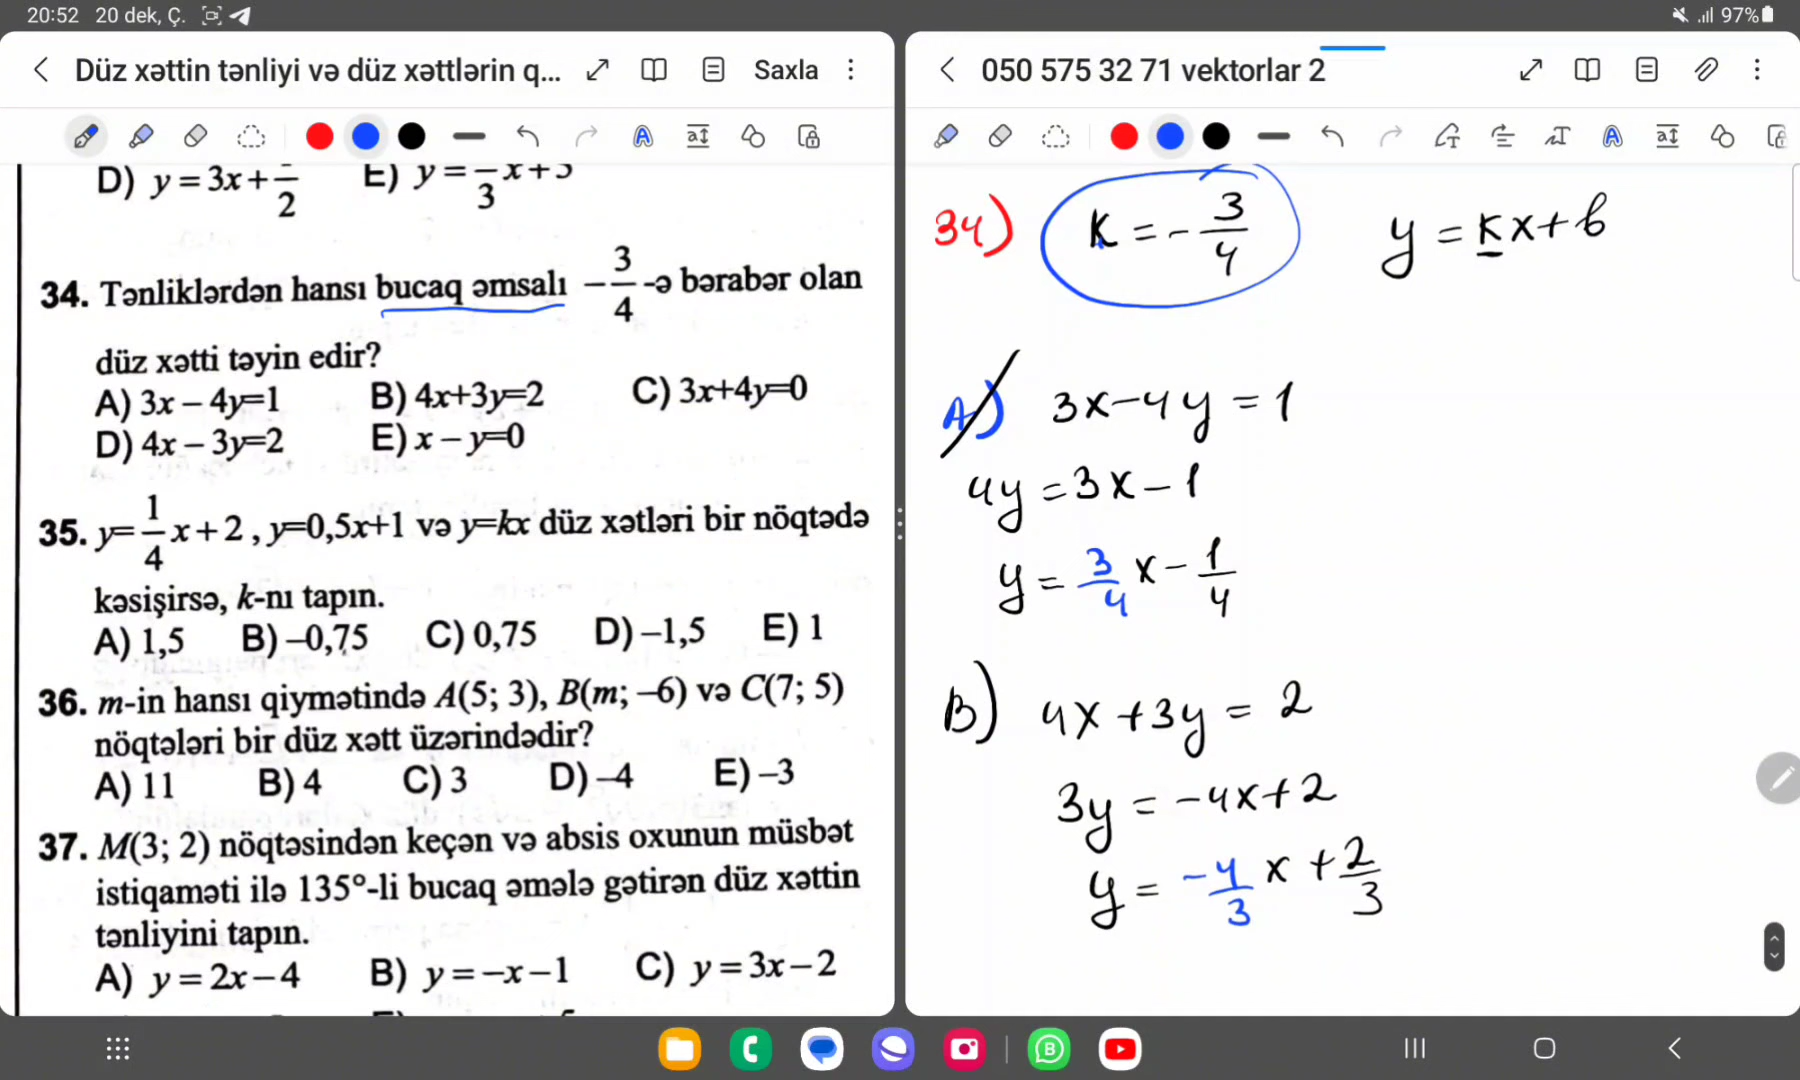 20:52 20 dek, Ç.
97%
Düz xəttin tənliyi və düz xəttlərin q...
Saxla
D) y=3x+-/2 E) y=-/3x+5
34. Tənliklərdən hansı bucaq əmsalı -3/4-ə bərabər olan
düz xətti təyin edir?
A) 3x – 4y=1 B) 4x+3y=2 C) 3x+4y=0
D) 4x – 3y=2 E) x – y=0
35. y=1/4x+2, y=0,5x+1 və y=kx düz xətləri bir nöqtədə
kəsişirsə, k-nı tapın.
A) 1,5 B) –0,75 C) 0,75 D) –1,5 E) 1
36. m-in hansı qiymətində A(5; 3), B(m; –6) və C(7; 5)
nöqtələri bir düz xətt üzərindədir?
A) 11 B) 4 C) 3 D) –4 E) –3
37. M(3; 2) nöqtəsindən keçən və absis oxunun müsbət
istiqaməti ilə 135°-li bucaq əmələ gətirən düz xəttin
tənliyini tapın.
A) y=2x–4 B) y=–x–1 C) y=3x–2
050 575 32 71 vektorlar 2
34) k = -3/4 y = kx+b
A) 3x-4y = 1
4y = 3x-1
y = 3/4x - 1/4
B) 4x+3y = 2
3y = -4x+2
y = -4/3x + 2/3